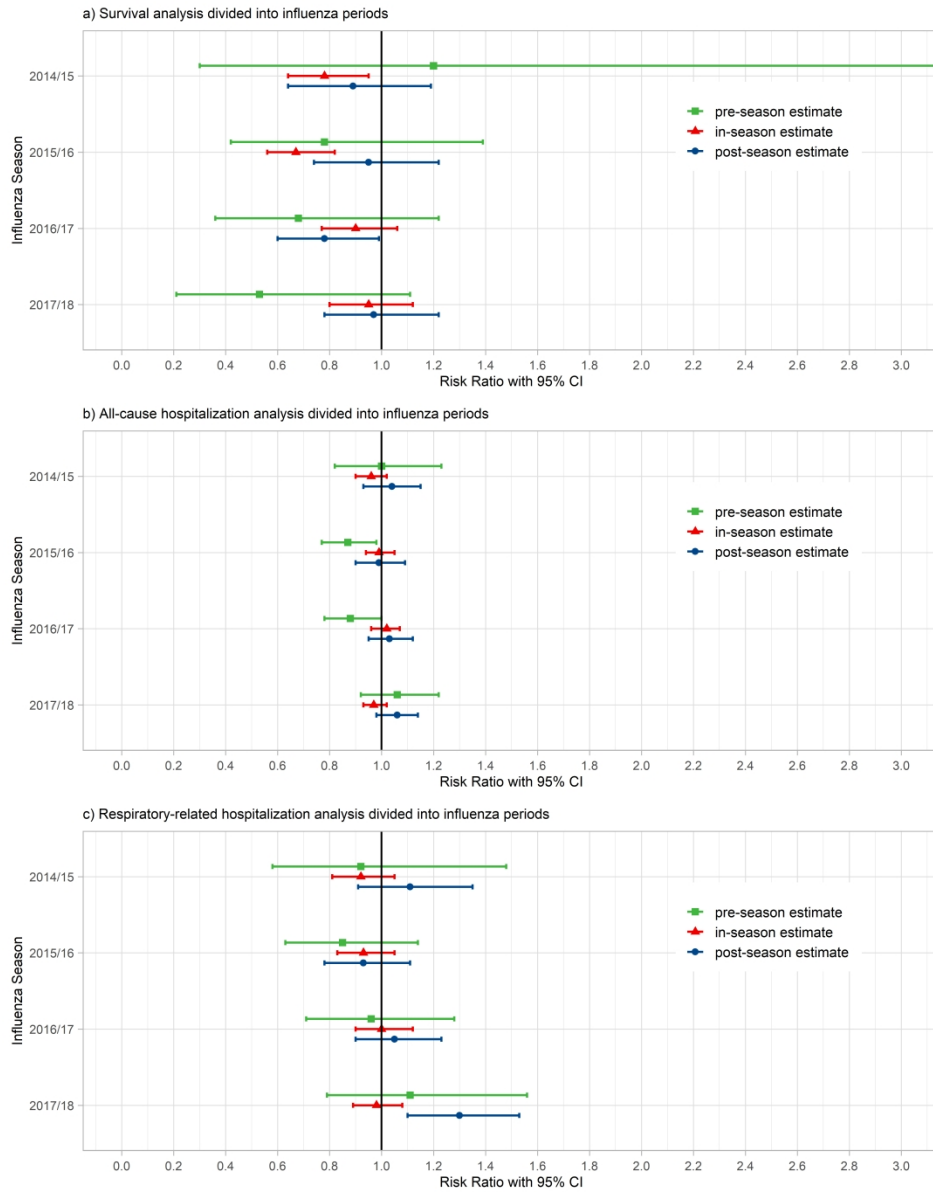 a) Survival analysis divided into influenza periods
Influenza Season
2014/15
2015/16
2016/17
2017/18
pre-season estimate
in-season estimate
post-season estimate
0.0 0.2 0.4 0.6 0.8 1.0 1.2 1.4 1.6 1.8 2.0 2.2 2.4 2.6 2.8 3.0
Risk Ratio with 95% CI
b) All-cause hospitalization analysis divided into influenza periods
Influenza Season
2014/15
2015/16
2016/17
2017/18
pre-season estimate
in-season estimate
post-season estimate
0.0 0.2 0.4 0.6 0.8 1.0 1.2 1.4 1.6 1.8 2.0 2.2 2.4 2.6 2.8 3.0
Risk Ratio with 95% CI
c) Respiratory-related hospitalization analysis divided into influenza periods
Influenza Season
2014/15
2015/16
2016/17
2017/18
pre-season estimate
in-season estimate
post-season estimate
0.0 0.2 0.4 0.6 0.8 1.0 1.2 1.4 1.6 1.8 2.0 2.2 2.4 2.6 2.8 3.0
Risk Ratio with 95% CI